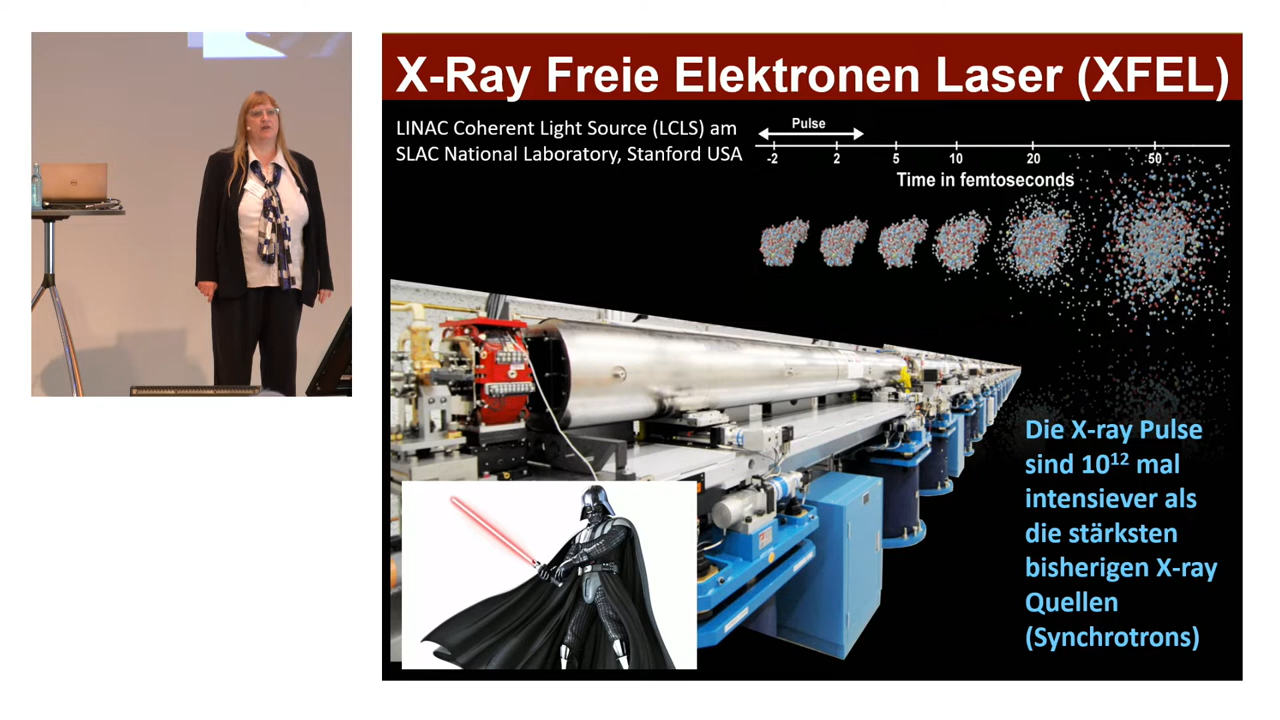 X-Ray Freie Elektronen Laser (XFEL)
LINAC Coherent Light Source (LCLS) am
SLAC National Laboratory, Stanford USA
Pulse
-2 2 5 10 20 50
Time in femtoseconds
Die X-ray Pulse
sind 10¹² mal
intensiever als
die stärksten
bisherigen X-ray
Quellen
(Synchrotrons)